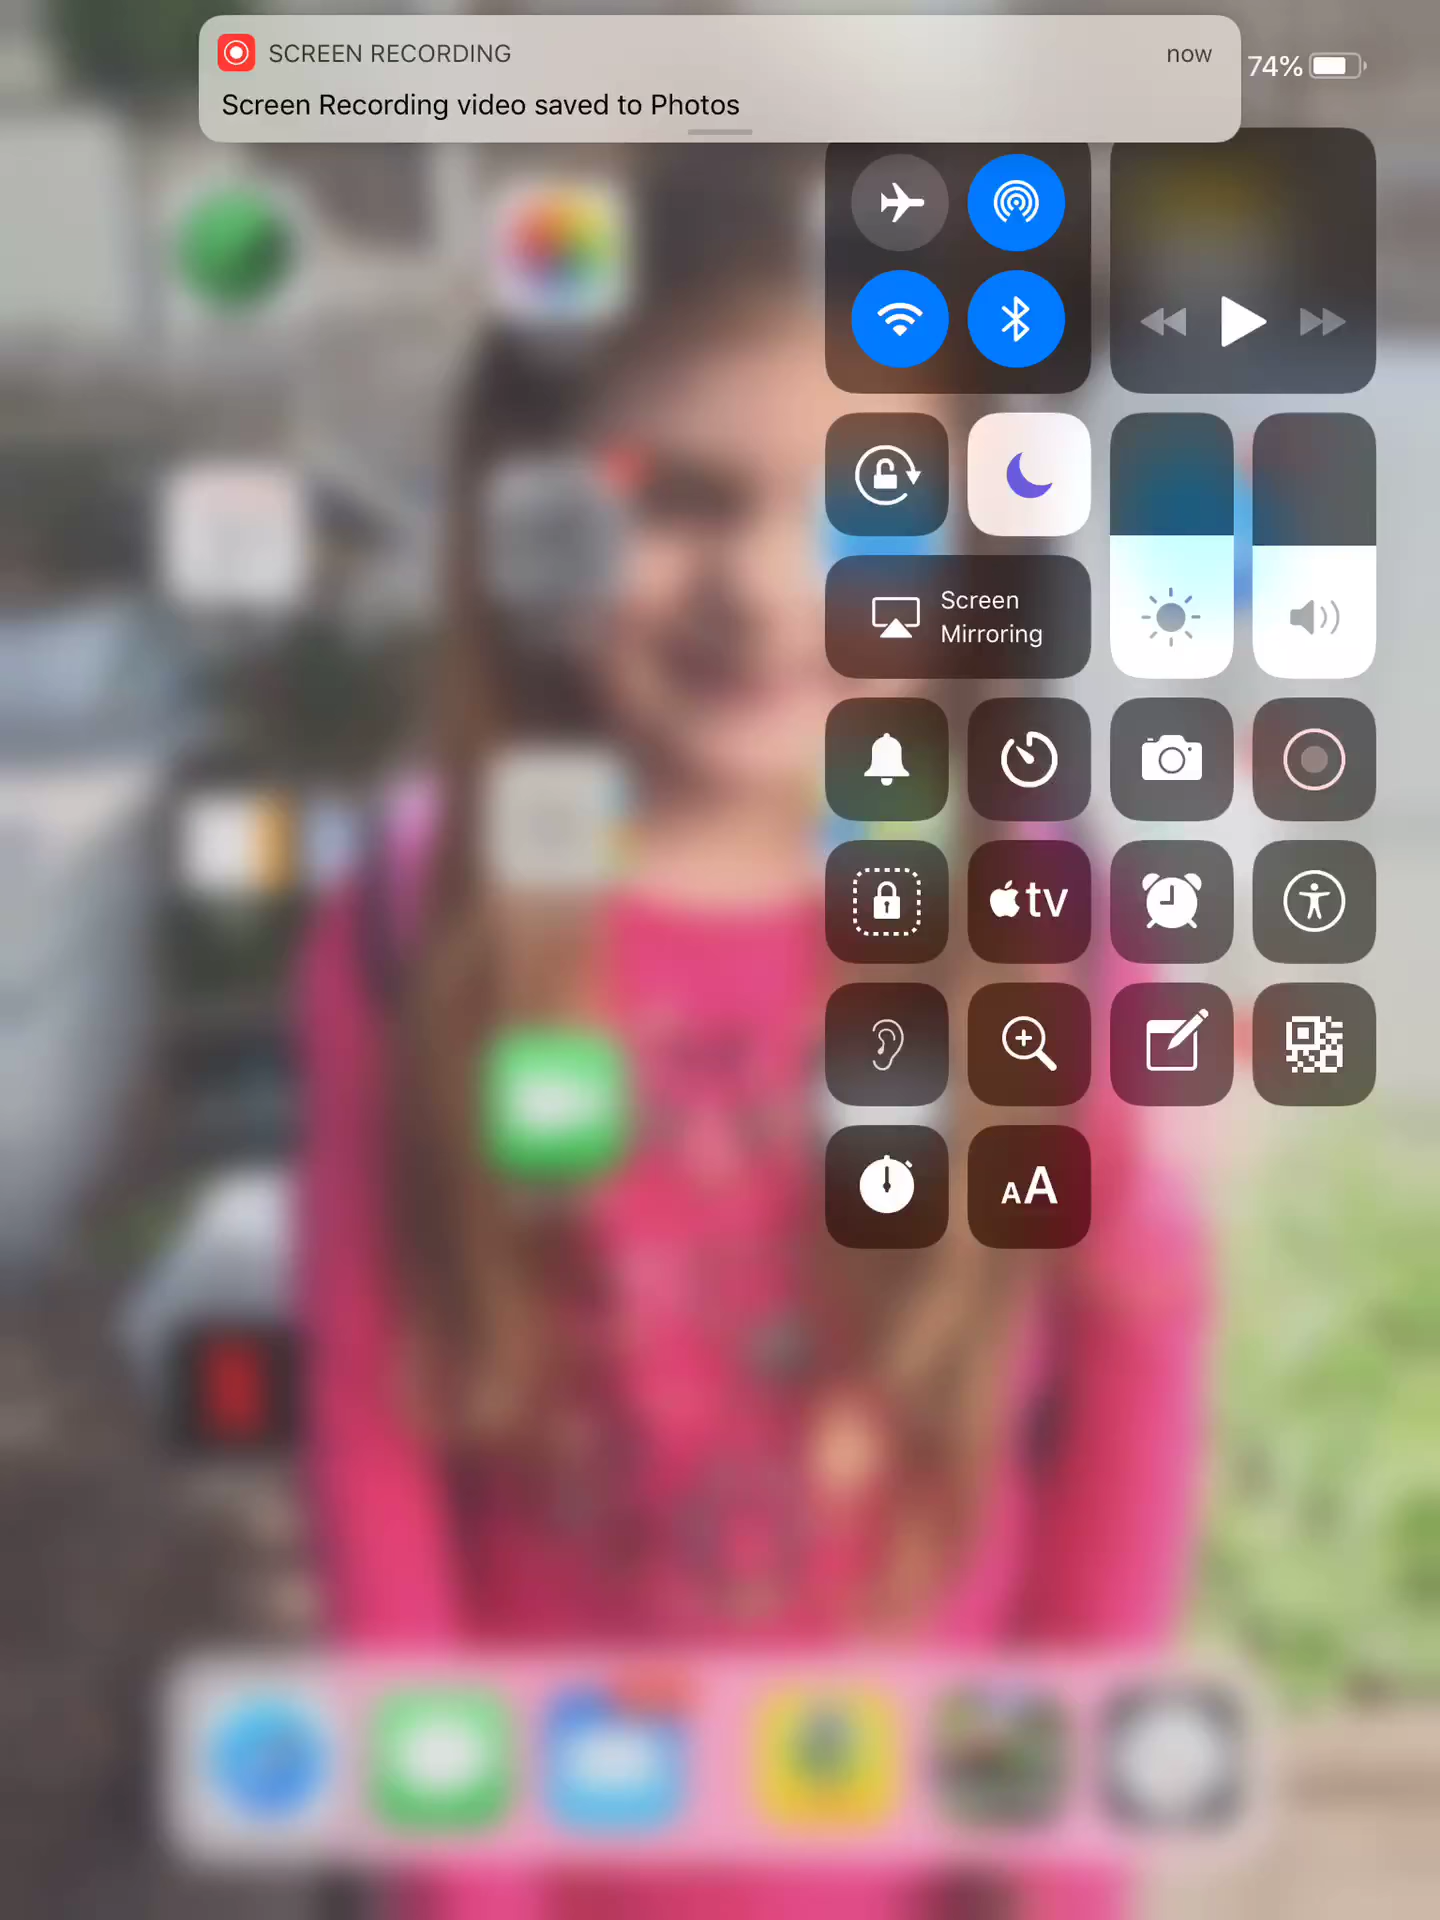 SCREEN RECORDING
now
74%
Screen Recording video saved to Photos
Screen
Mirroring
tv
AA